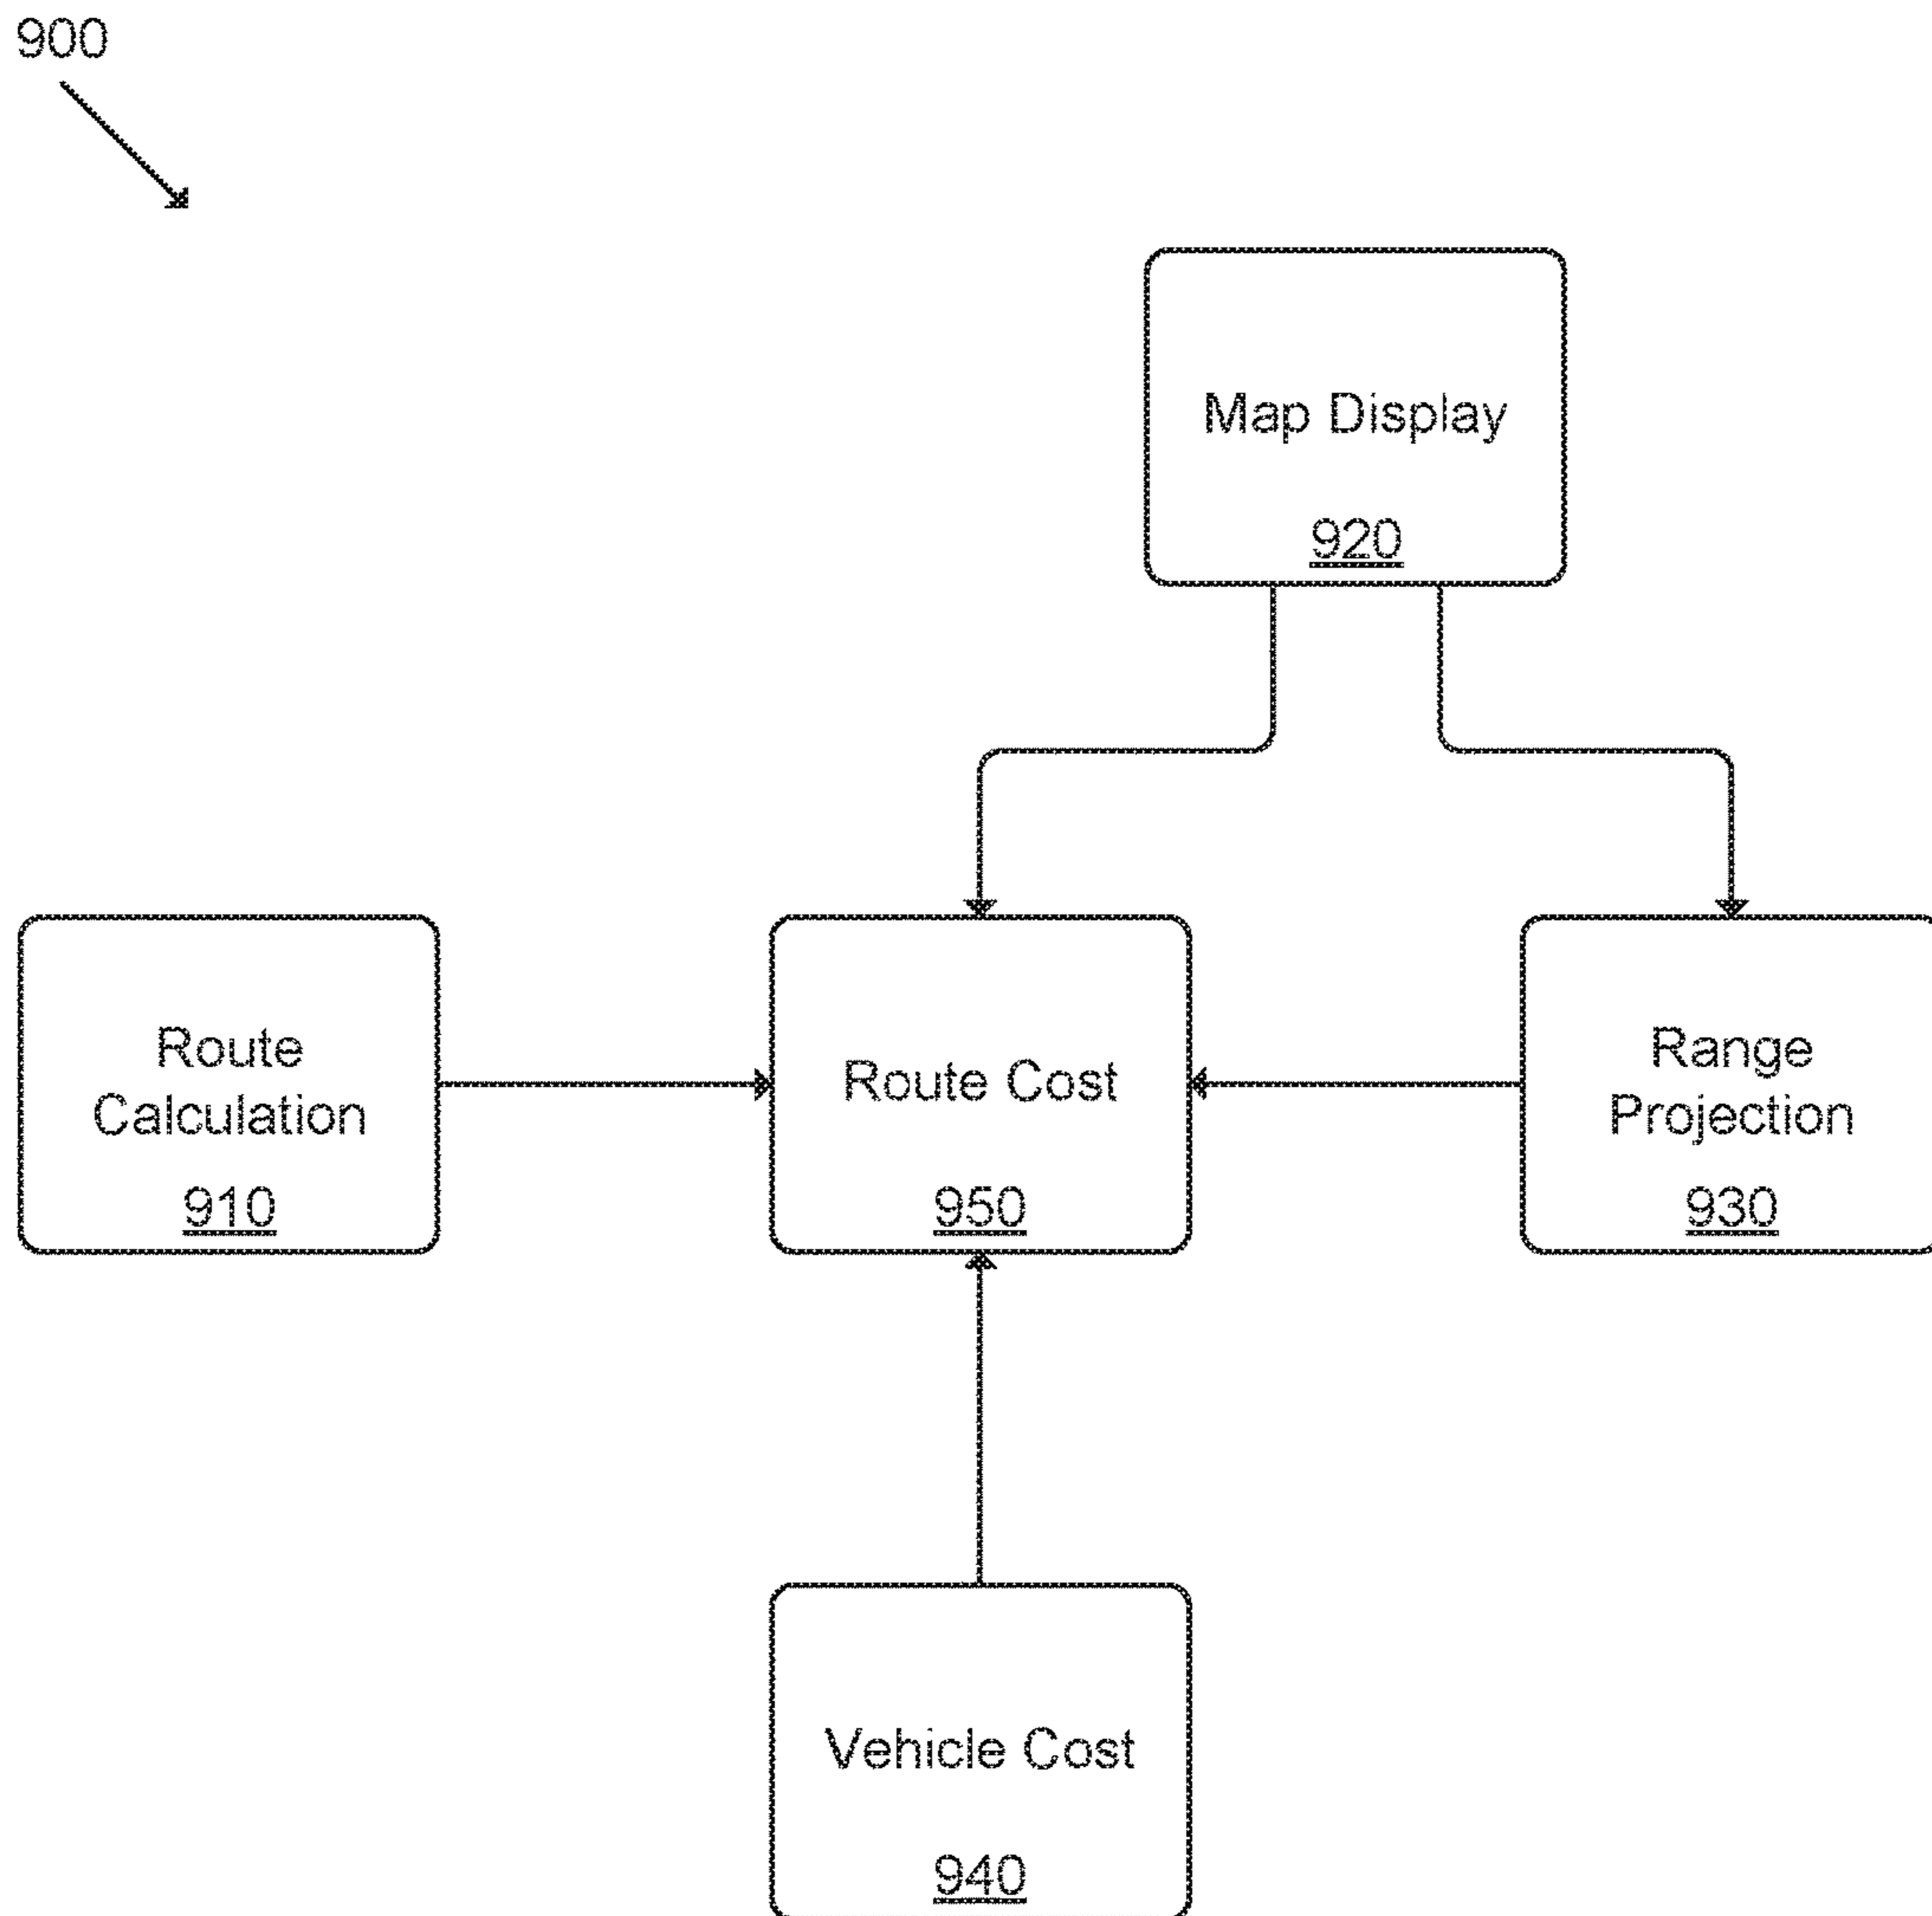 900
Map Display
920
Route
Calculation
910
Route Cost
950
Range
Projection
930
Vehicle Cost
940